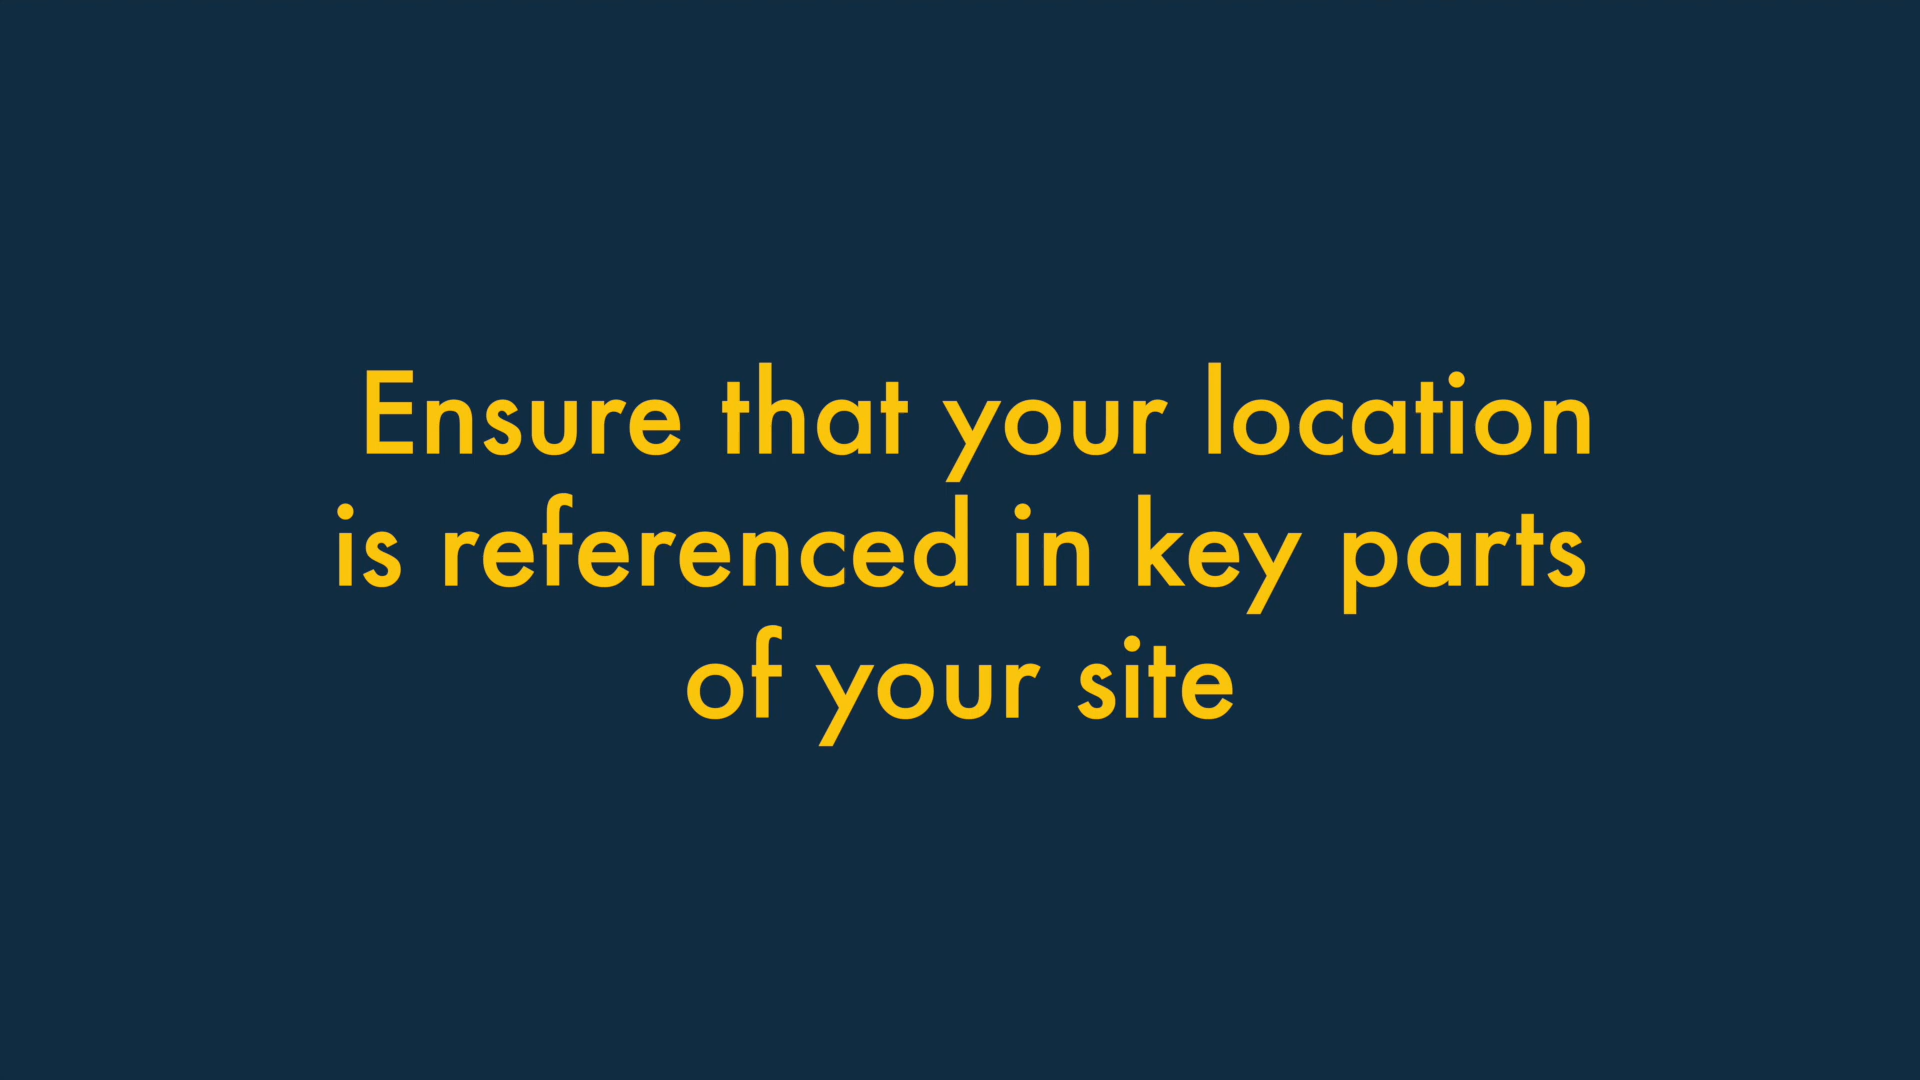 Ensure that your location
is referenced in key parts
of your site